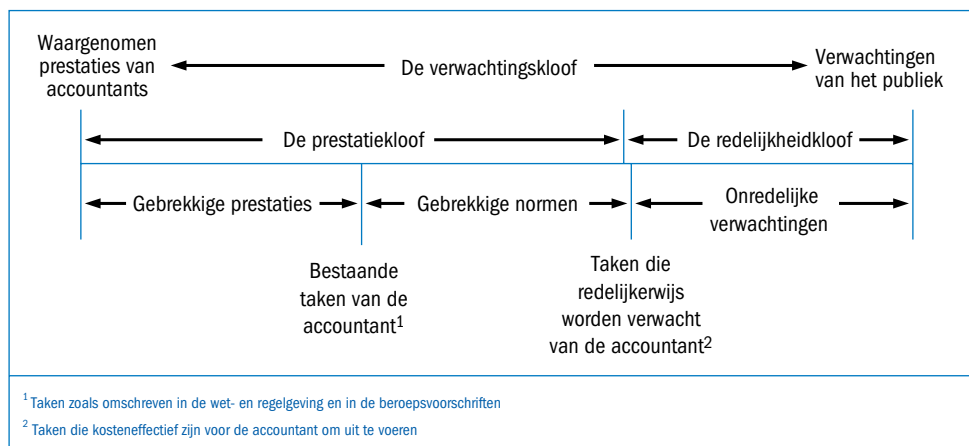 Waargenomen
prestaties van
accountants
De verwachtingskloof
Verwachtingen
van het publiek
De prestatiekloof
De redelijkheidkloof
Gebrekkige prestaties
Gebrekkige normen
Onredelijke
verwachtingen
Bestaande
taken van de
accountant¹
Taken die
redelijkerwijs
worden verwacht
van de accountant²
¹ Taken zoals omschreven in de wet- en regelgeving en in de beroepsvoorschriften
² Taken die kosteneffectief zijn voor de accountant om uit te voeren